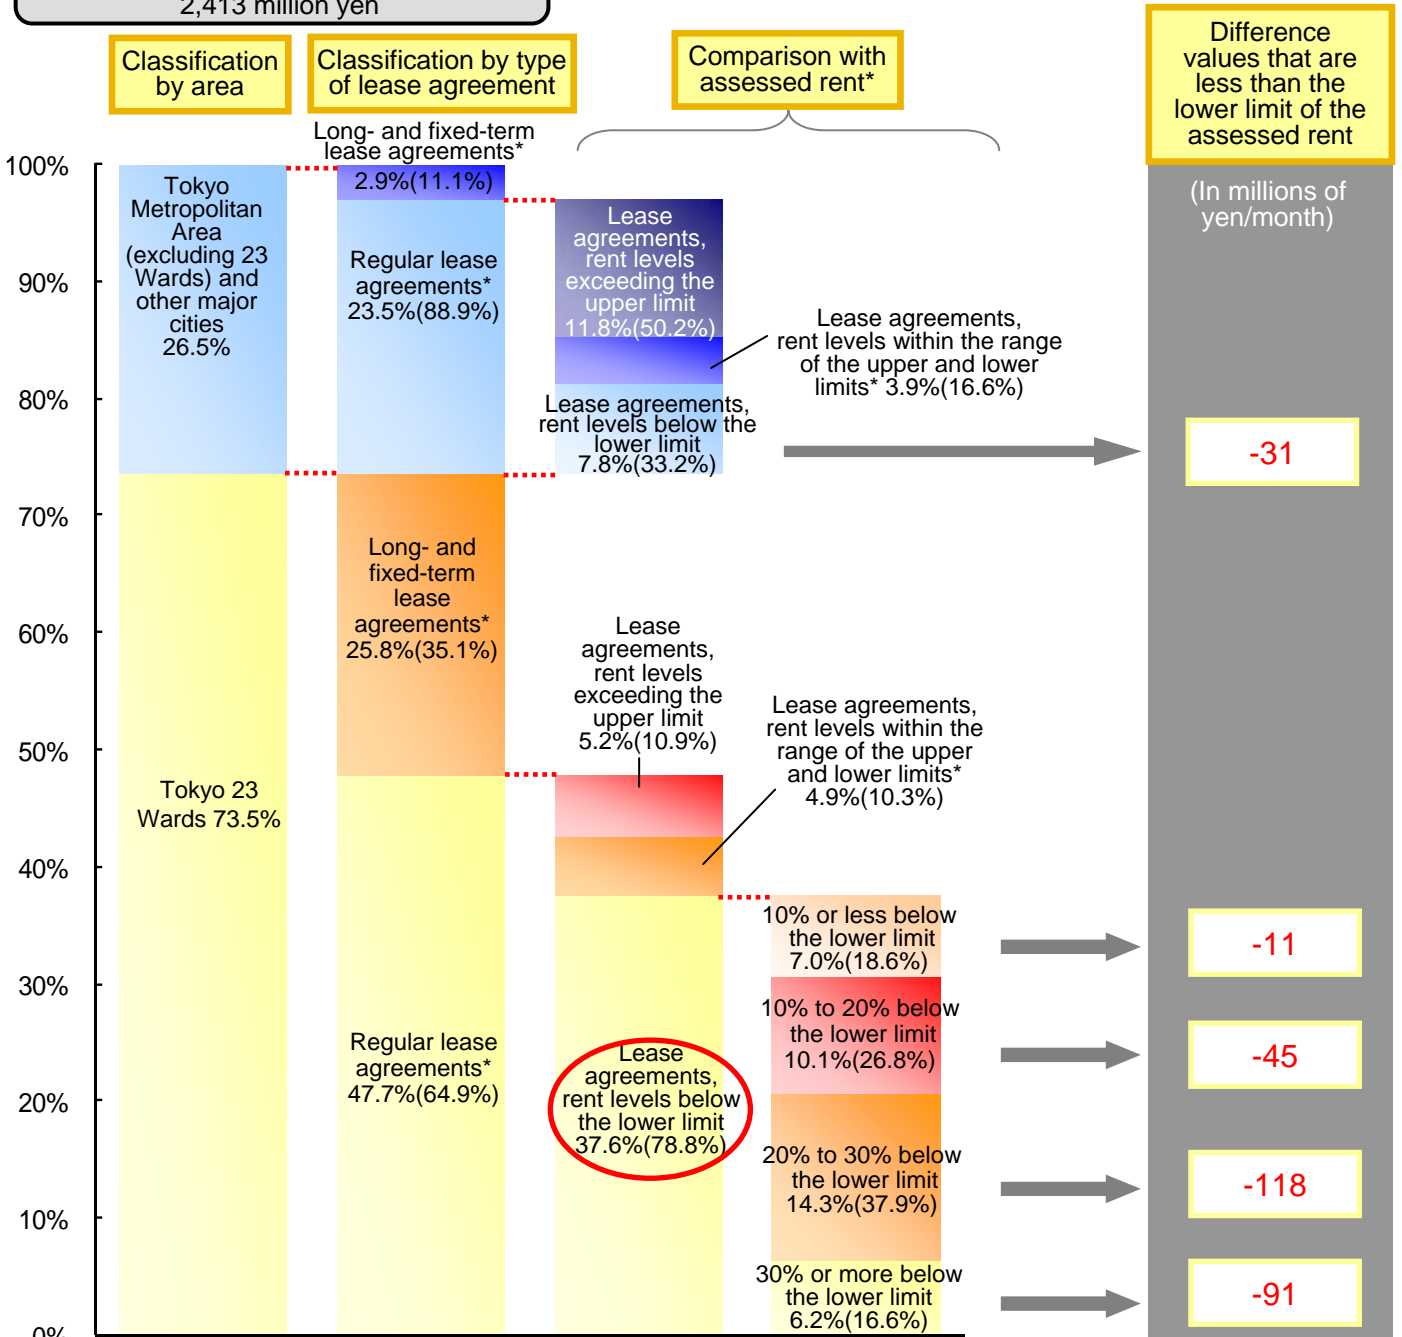 2,413 million yen
Classification
by area
Classification by type
of lease agreement
Comparison with
assessed rent*
Difference
values that are
less than the
lower limit of the
assessed rent
(In millions of
yen/month)
100%
90%
80%
70%
60%
50%
40%
30%
20%
10%
0%
Tokyo
Metropolitan
Area
(excluding 23
Wards) and
other major
cities
26.5%
Tokyo 23
Wards 73.5%
Long- and fixed-term
lease agreements*
2.9%(11.1%)
Regular lease
agreements*
23.5%(88.9%)
Long- and
fixed-term
lease
agreements*
25.8%(35.1%)
Regular lease
agreements*
47.7%(64.9%)
Lease
agreements,
rent levels
exceeding the
upper limit
11.8%(50.2%)
Lease agreements,
rent levels within the range
of the upper and lower
limits* 3.9%(16.6%)
Lease agreements,
rent levels below the
lower limit
7.8%(33.2%)
Lease
agreements,
rent levels
exceeding the
upper limit
5.2%(10.9%)
Lease agreements,
rent levels within the
range of the upper
and lower limits*
4.9%(10.3%)
Lease
agreements,
rent levels below
the lower limit
37.6%(78.8%)
10% or less below
the lower limit
7.0%(18.6%)
10% to 20% below
the lower limit
10.1%(26.8%)
20% to 30% below
the lower limit
14.3%(37.9%)
30% or more below
the lower limit
6.2%(16.6%)
-31
-11
-45
-118
-91